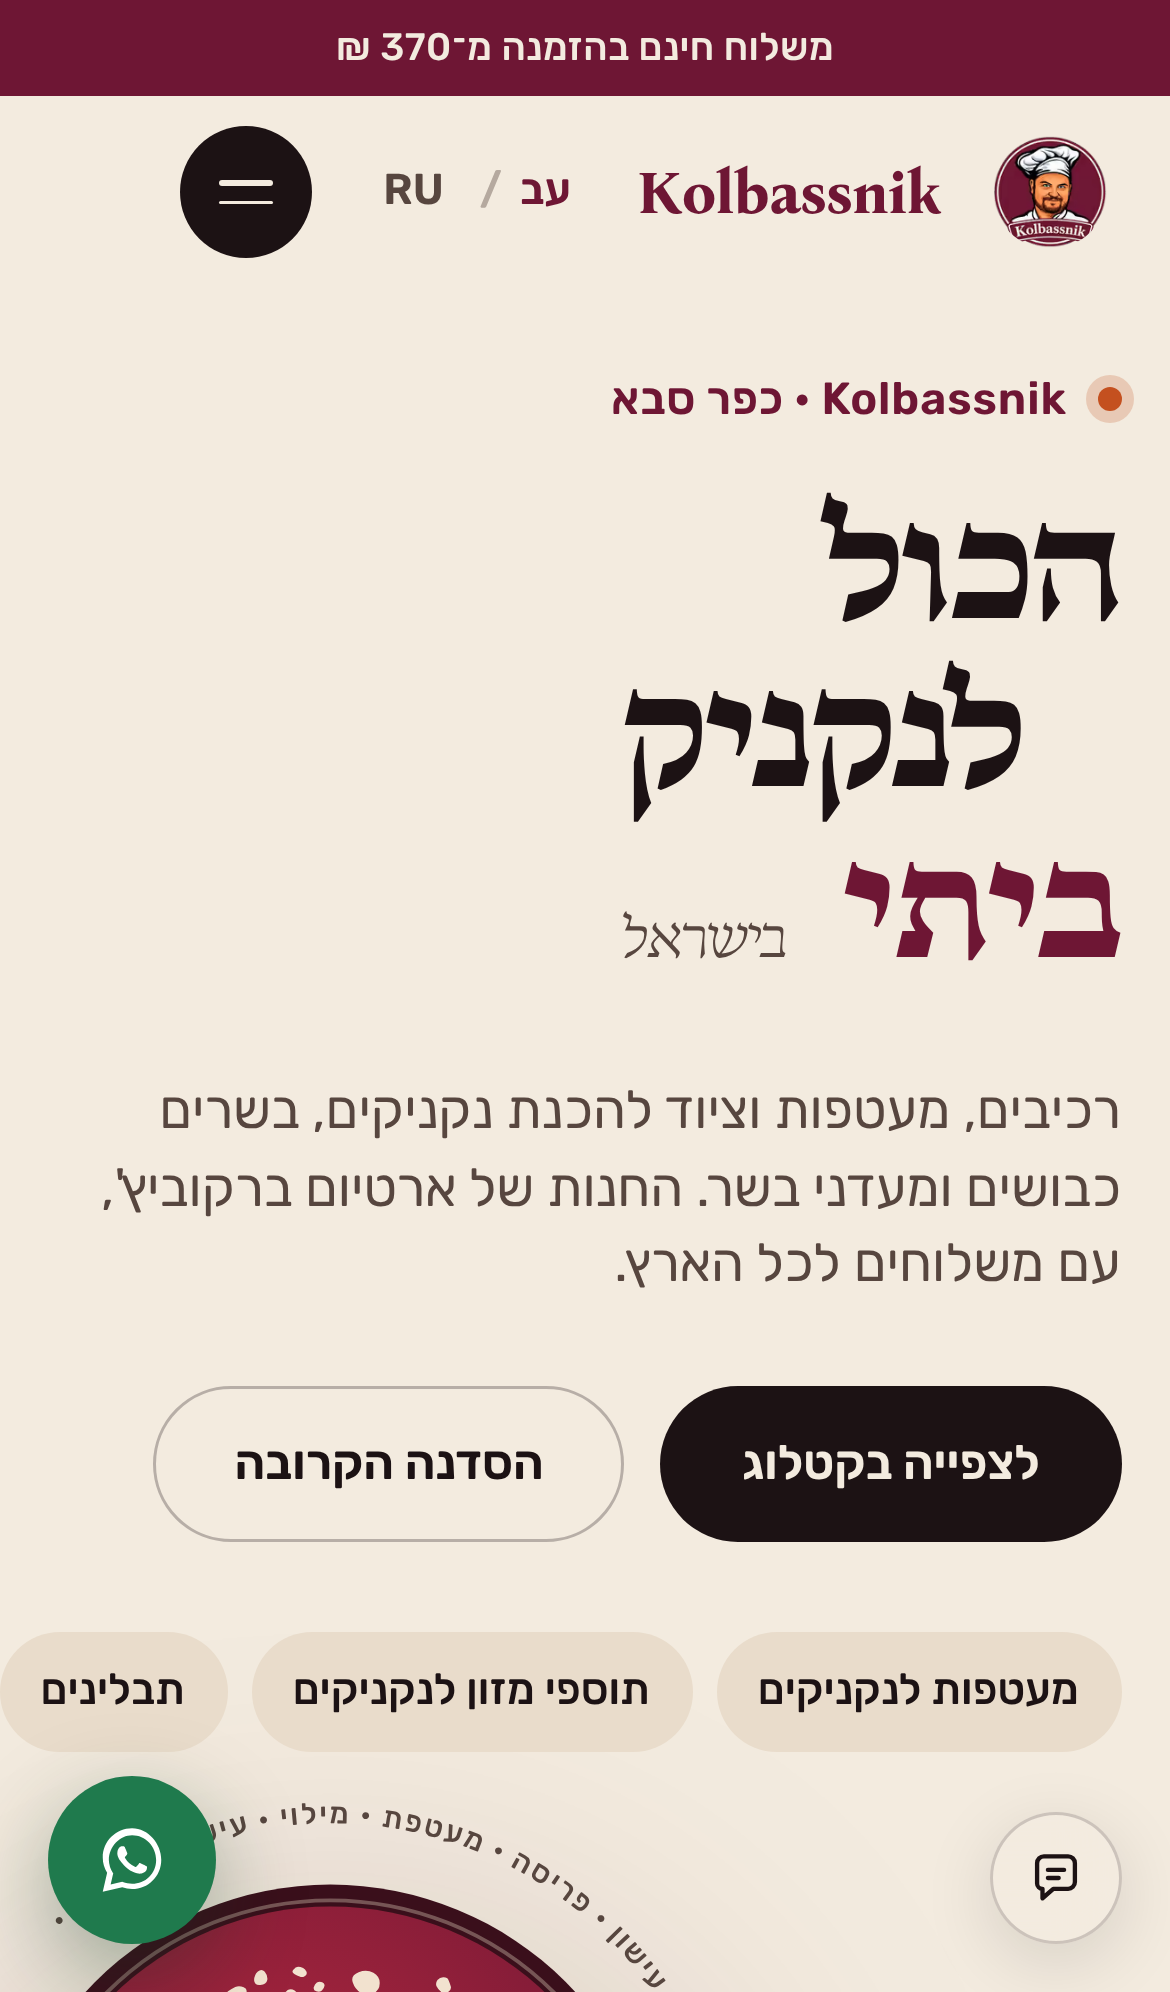 משלוח חינם בהזמנה מ־370 ₪
Kolbassnik
Kolbassnik
עב / RU
Kolbassnik • כפר סבא
הכול
לנקניק
ביתי בישראל
רכיבים, מעטפות וציוד להכנת נקניקים, בשרים
כבושים ומעדני בשר. החנות של ארטיום ברקוביץ',
עם משלוחים לכל הארץ.
לצפייה בקטלוג
הסדנה הקרובה
מעטפות לנקניקים
תוספי מזון לנקניקים
תבלינים
עישון • פריסה • מעטפת • מילוי •